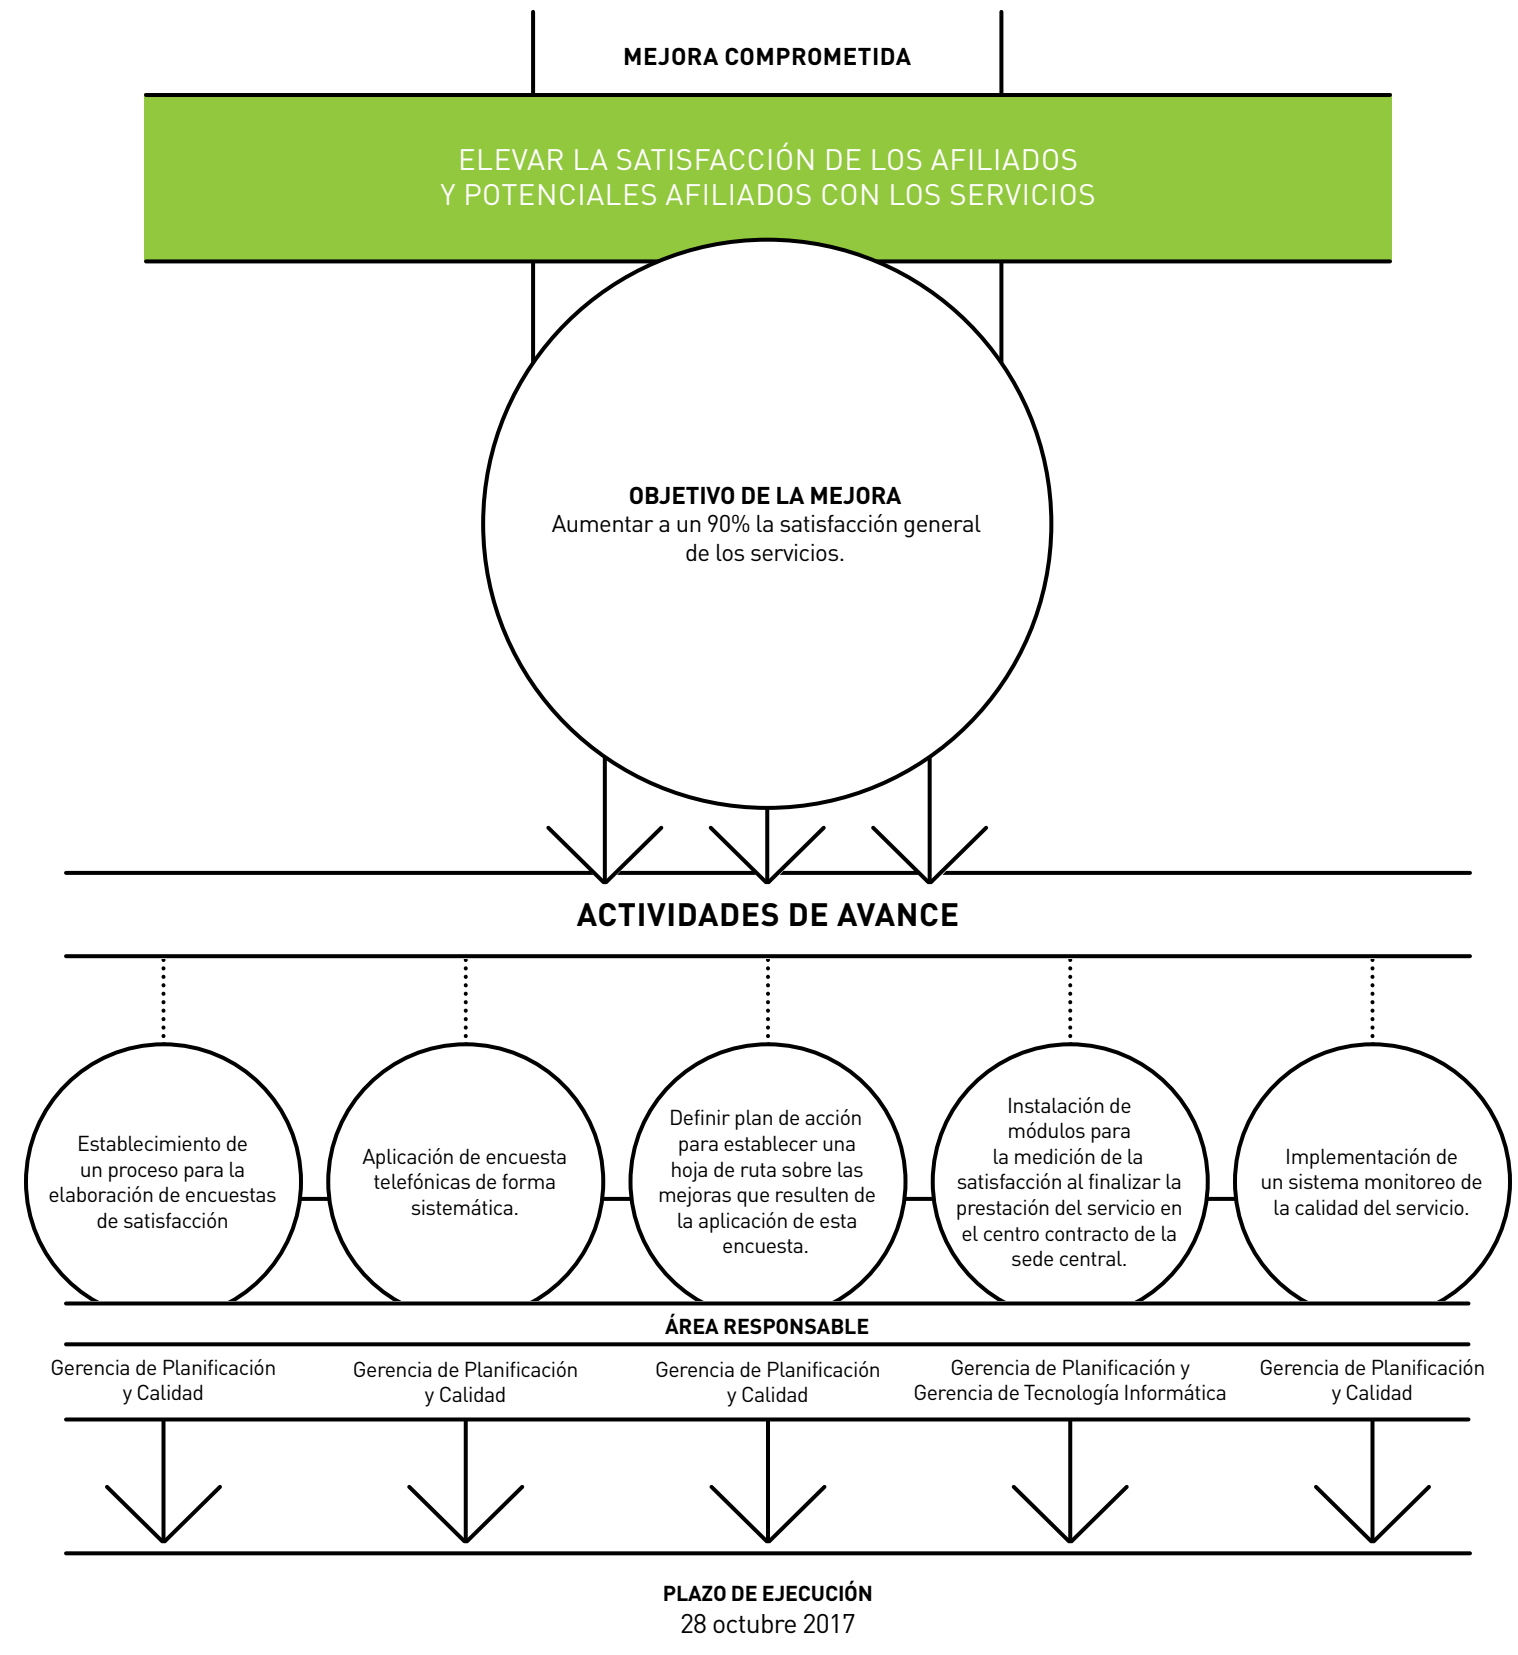 MEJORA COMPROMETIDA
ELEVAR LA SATISFACCIÓN DE LOS AFILIADOS
Y POTENCIALES AFILIADOS CON LOS SERVICIOS
OBJETIVO DE LA MEJORA
Aumentar a un 90% la satisfacción general
de los servicios.
ACTIVIDADES DE AVANCE
Establecimiento de
un proceso para la
elaboración de encuestas
de satisfacción
Aplicación de encuesta
telefónicas de forma
sistemática.
Definir plan de acción
para establecer una
hoja de ruta sobre las
mejoras que resulten de
la aplicación de esta
encuesta.
Instalación de
módulos para
la medición de la
satisfacción al finalizar la
prestación del servicio en
el centro contracto de la
sede central.
Implementación de
un sistema monitoreo de
la calidad del servicio.
ÁREA RESPONSABLE
Gerencia de Planificación
y Calidad
Gerencia de Planificación
y Calidad
Gerencia de Planificación
y Calidad
Gerencia de Planificación y
Gerencia de Tecnología Informática
Gerencia de Planificación
y Calidad
PLAZO DE EJECUCIÓN
28 octubre 2017